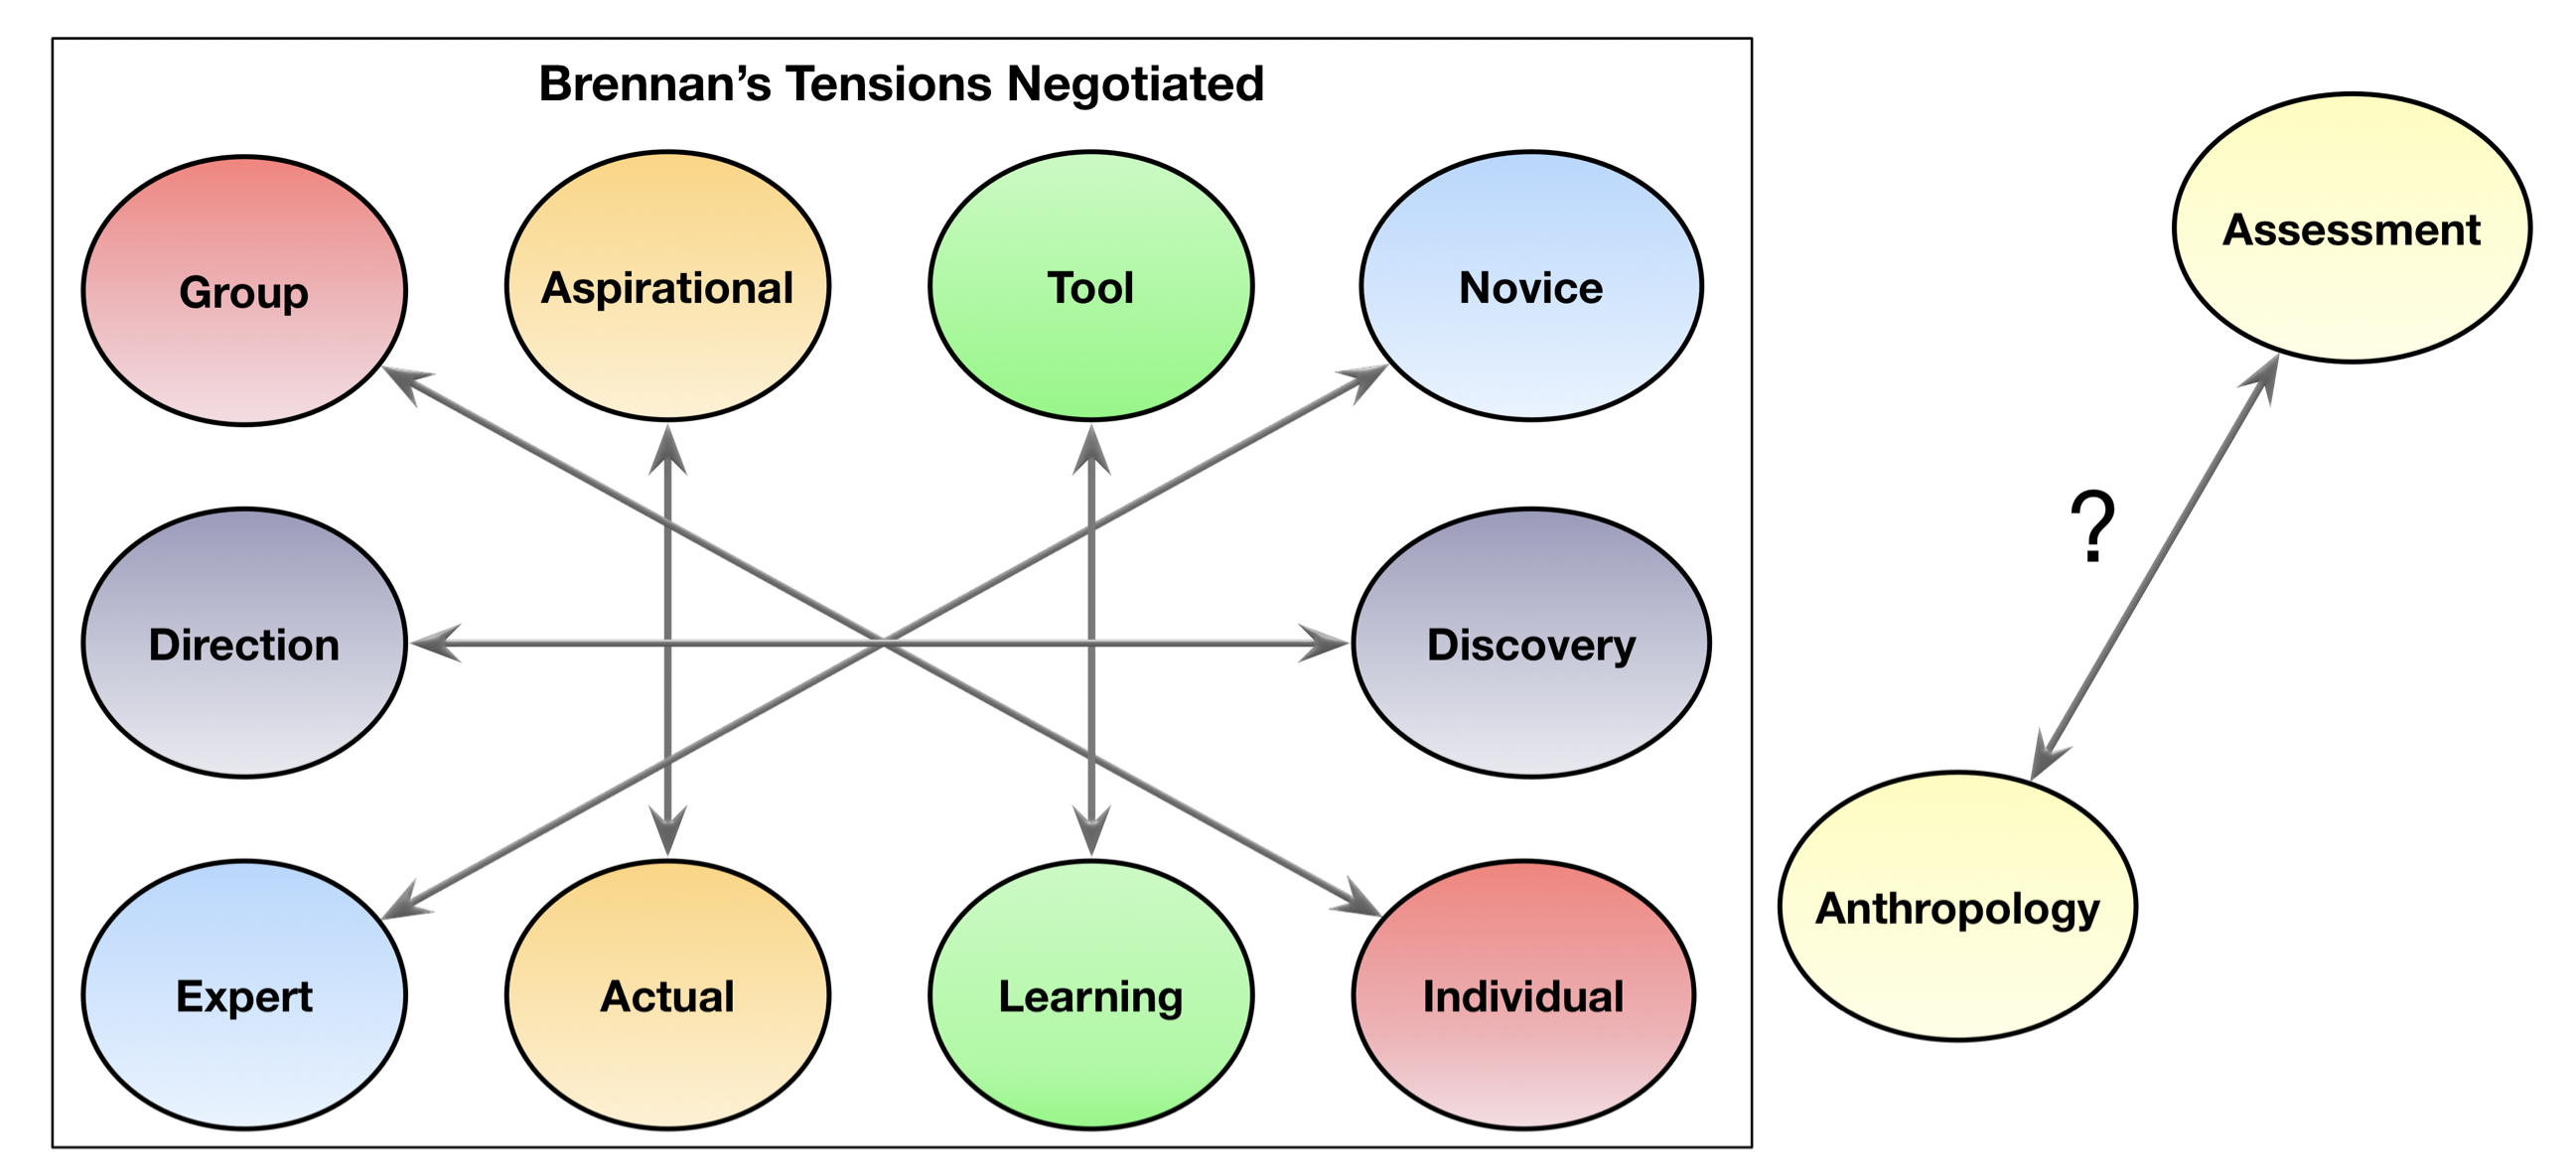 Brennan’s Tensions Negotiated
Group
Aspirational
Tool
Novice
Direction
Discovery
Expert
Actual
Learning
Individual
Assessment
?
Anthropology